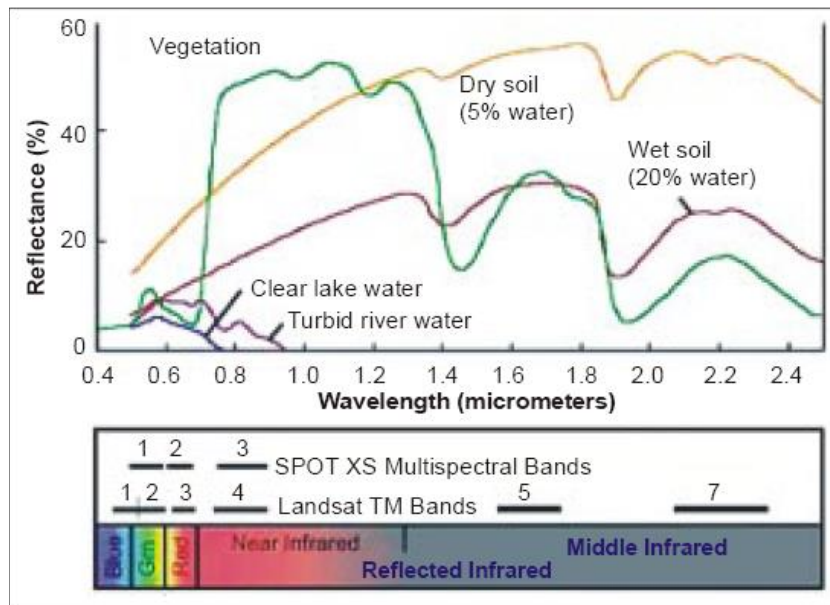 60
Vegetation
Dry soil
(5% water)
40
Wet soil
(20% water)
Reflectance (%)
20
Clear lake water
Turbid river water
0
0.4 0.6 0.8 1.0 1.2 1.4 1.6 1.8 2.0 2.2 2.4
Wavelength (micrometers)
1 2 3
SPOT XS Multispectral Bands
1 2 3 4 Landsat TM Bands 5 7
Blue Grn Red Near Infrared Middle Infrared
Reflected Infrared